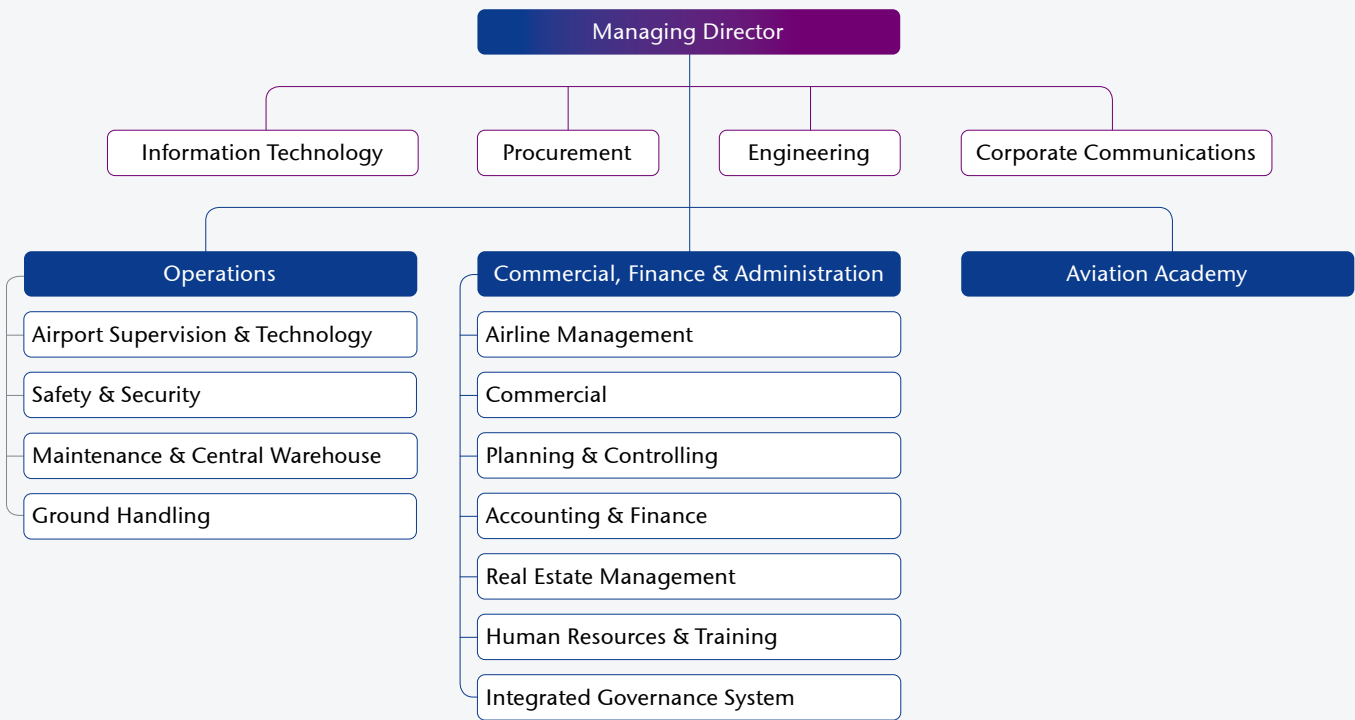 Managing Director
Information Technology
Procurement
Engineering
Corporate Communications
Operations
Airport Supervision & Technology
Safety & Security
Maintenance & Central Warehouse
Ground Handling
Commercial, Finance & Administration
Airline Management
Commercial
Planning & Controlling
Accounting & Finance
Real Estate Management
Human Resources & Training
Integrated Governance System
Aviation Academy